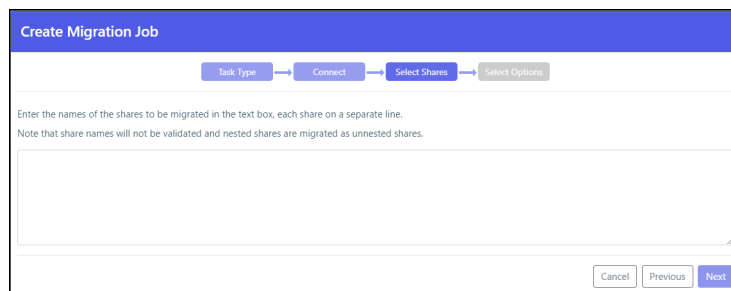 Create Migration Job
Task Type
Connect
Select Shares
Select Options
Enter the names of the shares to be migrated in the text box, each share on a separate line.
Note that share names will not be validated and nested shares are migrated as unnested shares.
Cancel
Previous
Next